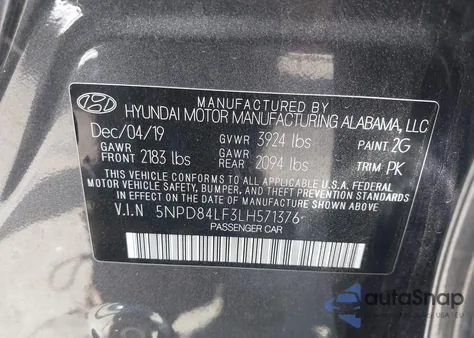 MANUFACTURED BY
HYUNDAI MOTOR MANUFACTURING ALABAMA, LLC
Dec/04/19 GVWR 3924 lbs PAINT 2G
GAWR FRONT 2183 lbs GAWR REAR 2094 lbs TRIM PK
THIS VEHICLE CONFORMS TO ALL APPLICABLE U.S.A. FEDERAL
MOTOR VEHICLE SAFETY, BUMPER, AND THEFT PREVENTION STANDARDS
IN EFFECT ON THE DATE OF MANUFACTURE SHOWN ABOVE.
V.I.N 5NPD84LF3LH571376
PASSENGER CAR
autoSnap